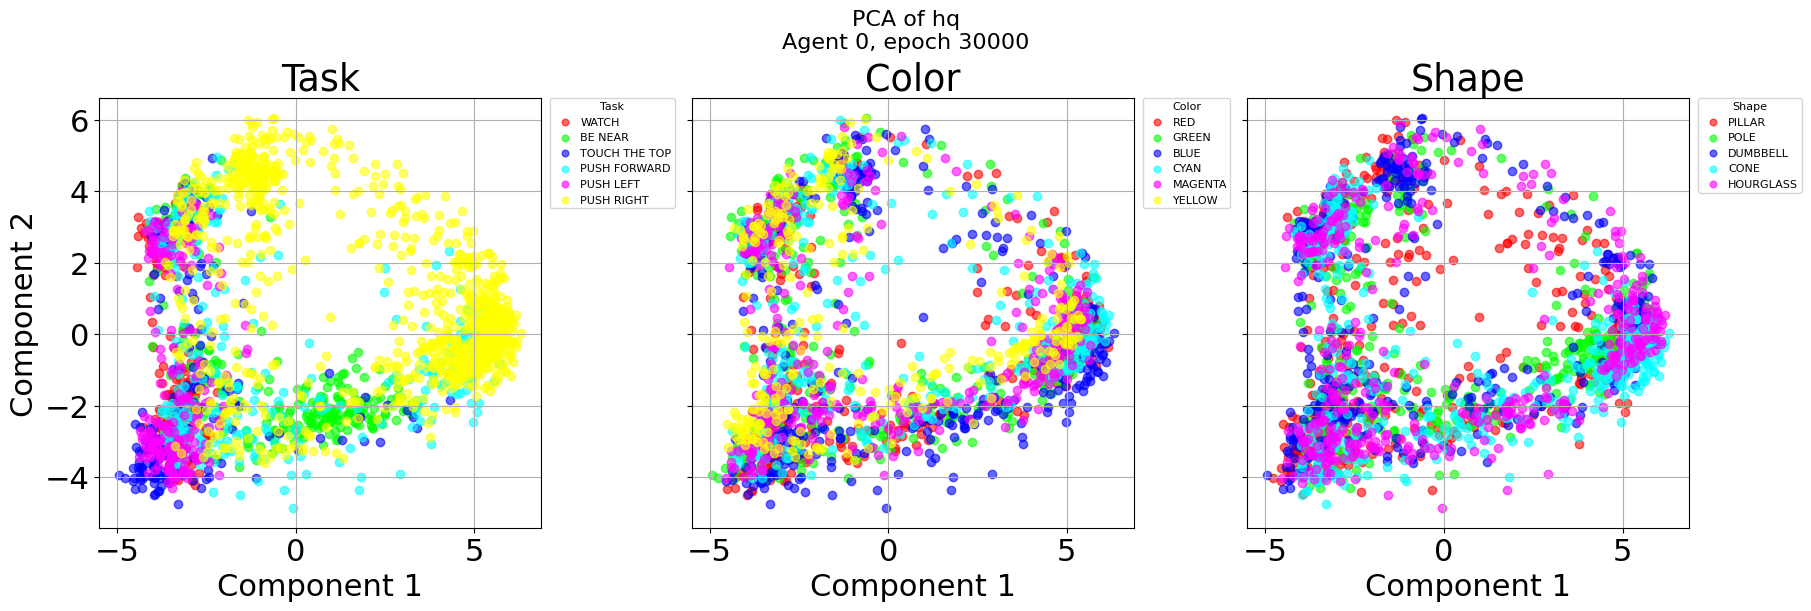 PCA of hq
Agent 0, epoch 30000
Task
Color
Shape
Component 2
6
4
2
0
−2
−4
−5
0
5
Component 1
Task
WATCH
BE NEAR
TOUCH THE TOP
PUSH FORWARD
PUSH LEFT
PUSH RIGHT
−5
0
5
Component 1
Color
RED
GREEN
BLUE
CYAN
MAGENTA
YELLOW
−5
0
5
Component 1
Shape
PILLAR
POLE
DUMBBELL
CONE
HOURGLASS